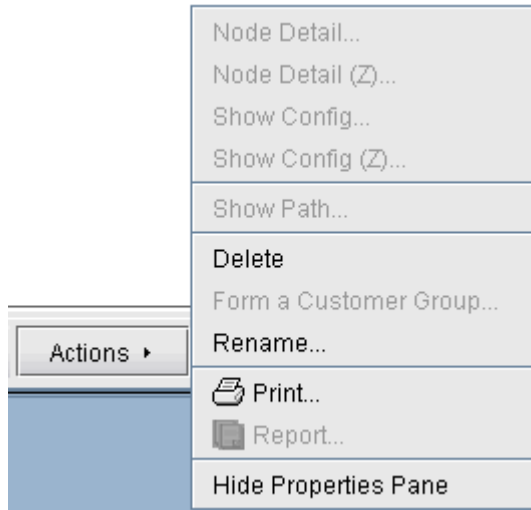 Node Detail...
Node Detail (Z)...
Show Config...
Show Config (Z)...
Show Path...
Delete
Form a Customer Group...
Rename...
Actions
Print...
Report...
Hide Properties Pane